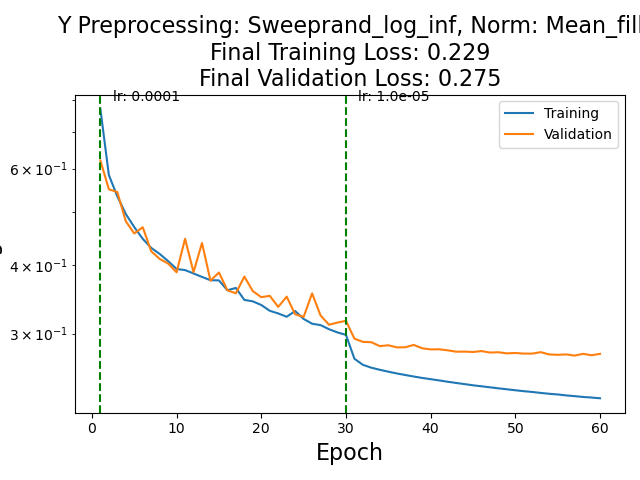 Y Preprocessing: Sweeprand_log_inf, Norm: Mean_fill
Final Training Loss: 0.229
Final Validation Loss: 0.275
lr: 0.0001
lr: 1.0e-05
Training
Validation
6 × 10⁻¹
4 × 10⁻¹
3 × 10⁻¹
0 10 20 30 40 50 60
Epoch